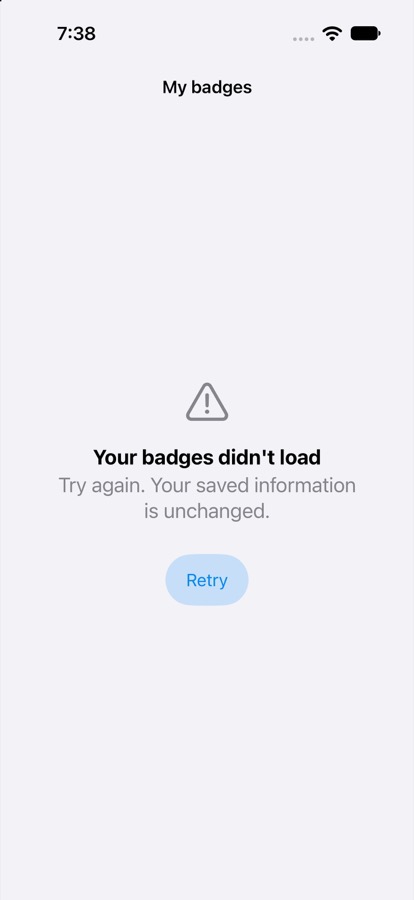 7:38
My badges
Your badges didn't load
Try again. Your saved information
is unchanged.
Retry